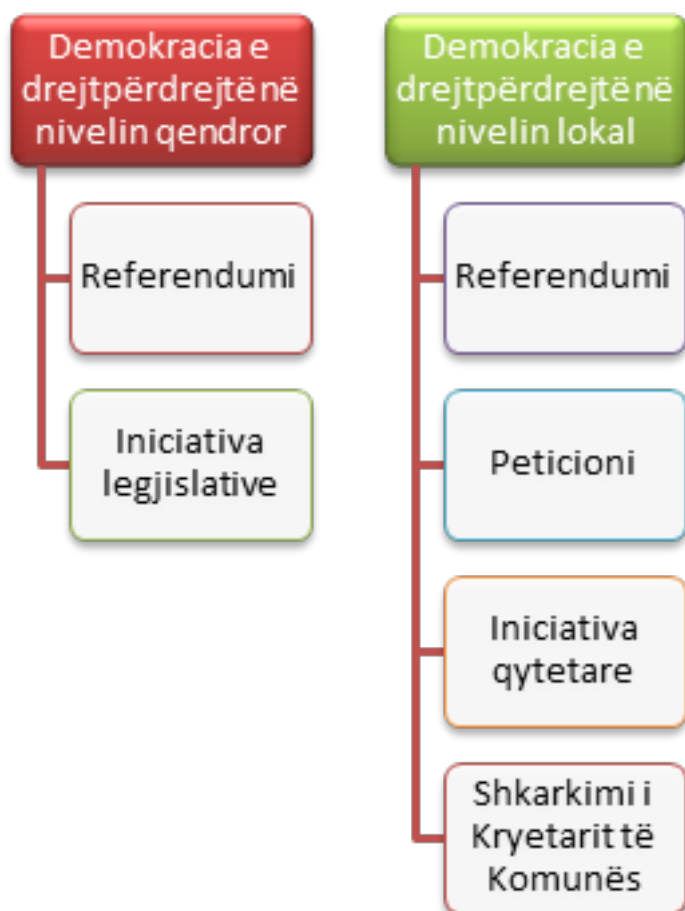 Demokracia e
drejtpërdrejtë në
nivelin qendror
Referendumi
Iniciativa
legjislative
Demokracia e
drejtpërdrejtë në
nivelin lokal
Referendumi
Peticioni
Iniciativa
qytetare
Shkarkimi i
Kryetarit të
Komunës